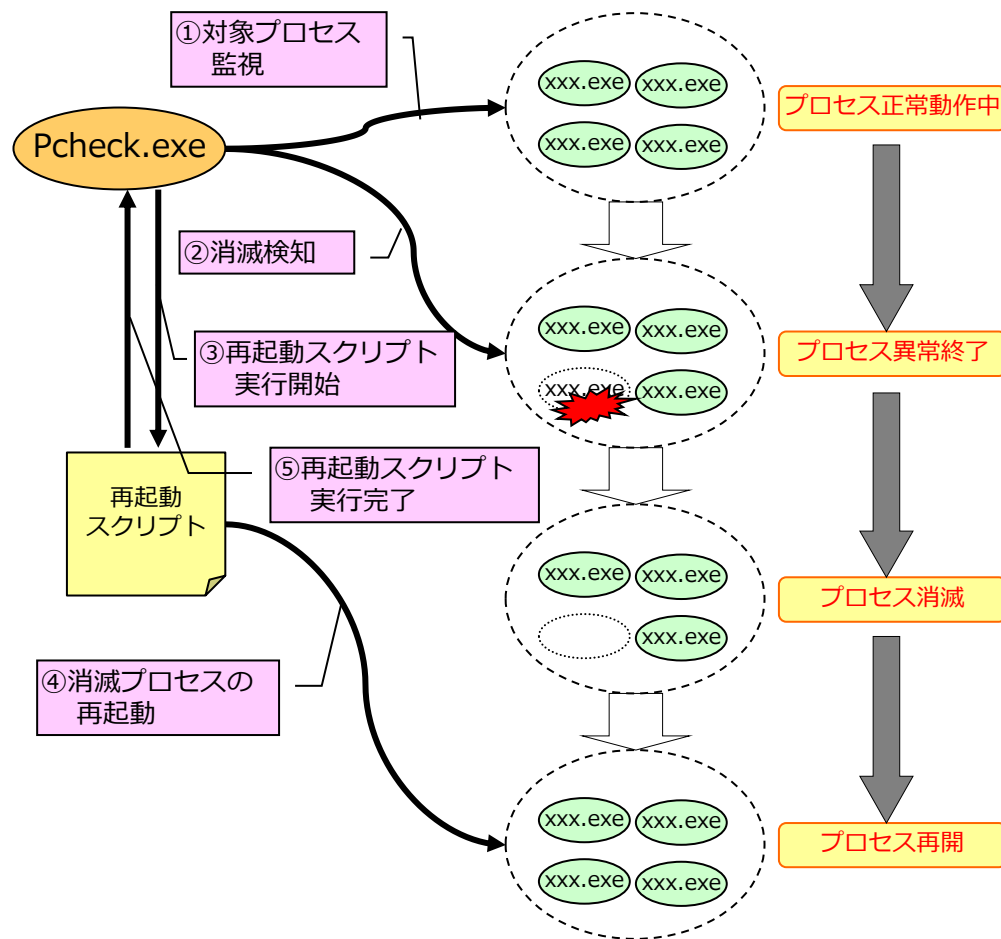 ①対象プロセス
監視
xxx.exe
xxx.exe
xxx.exe
xxx.exe
プロセス正常動作中
Pcheck.exe
②消滅検知
xxx.exe
xxx.exe
xxx.exe
xxx.exe
プロセス異常終了
③再起動スクリプト
実行開始
再起動
スクリプト
⑤再起動スクリプト
実行完了
xxx.exe
xxx.exe
xxx.exe
プロセス消滅
④消滅プロセスの
再起動
xxx.exe
xxx.exe
xxx.exe
xxx.exe
プロセス再開